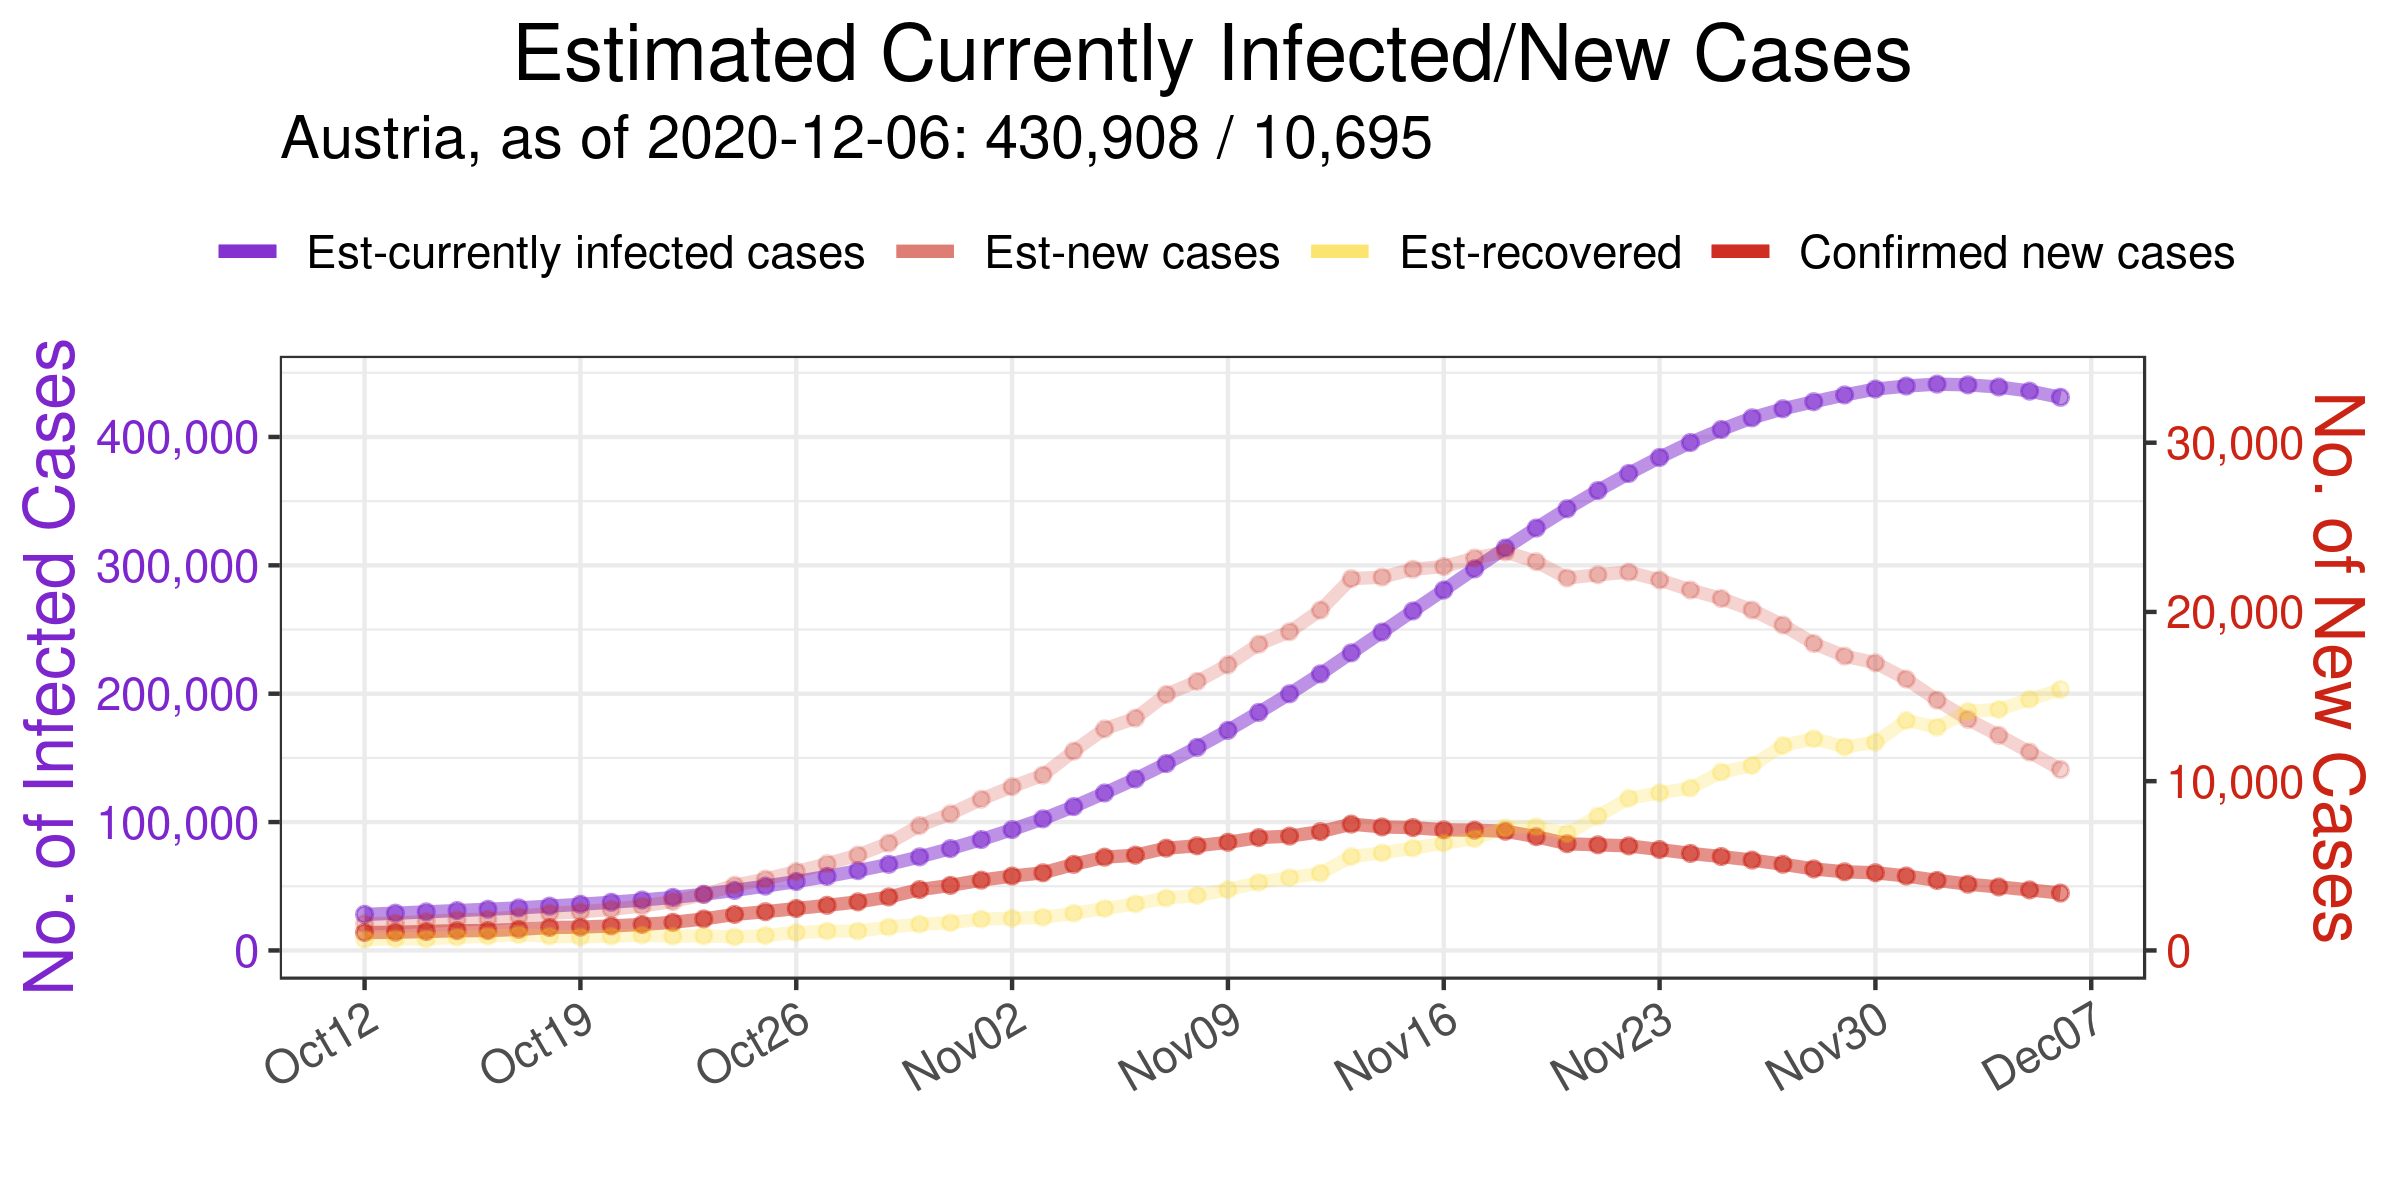 Estimated Currently Infected/New Cases
Austria, as of 2020-12-06: 430,908 / 10,695
Est-currently infected cases Est-new cases Est-recovered Confirmed new cases
No. of Infected Cases
400,000
300,000
200,000
100,000
0
30,000
20,000
10,000
0
No. of New Cases
Oct12 Oct19 Oct26 Nov02 Nov09 Nov16 Nov23 Nov30 Dec07